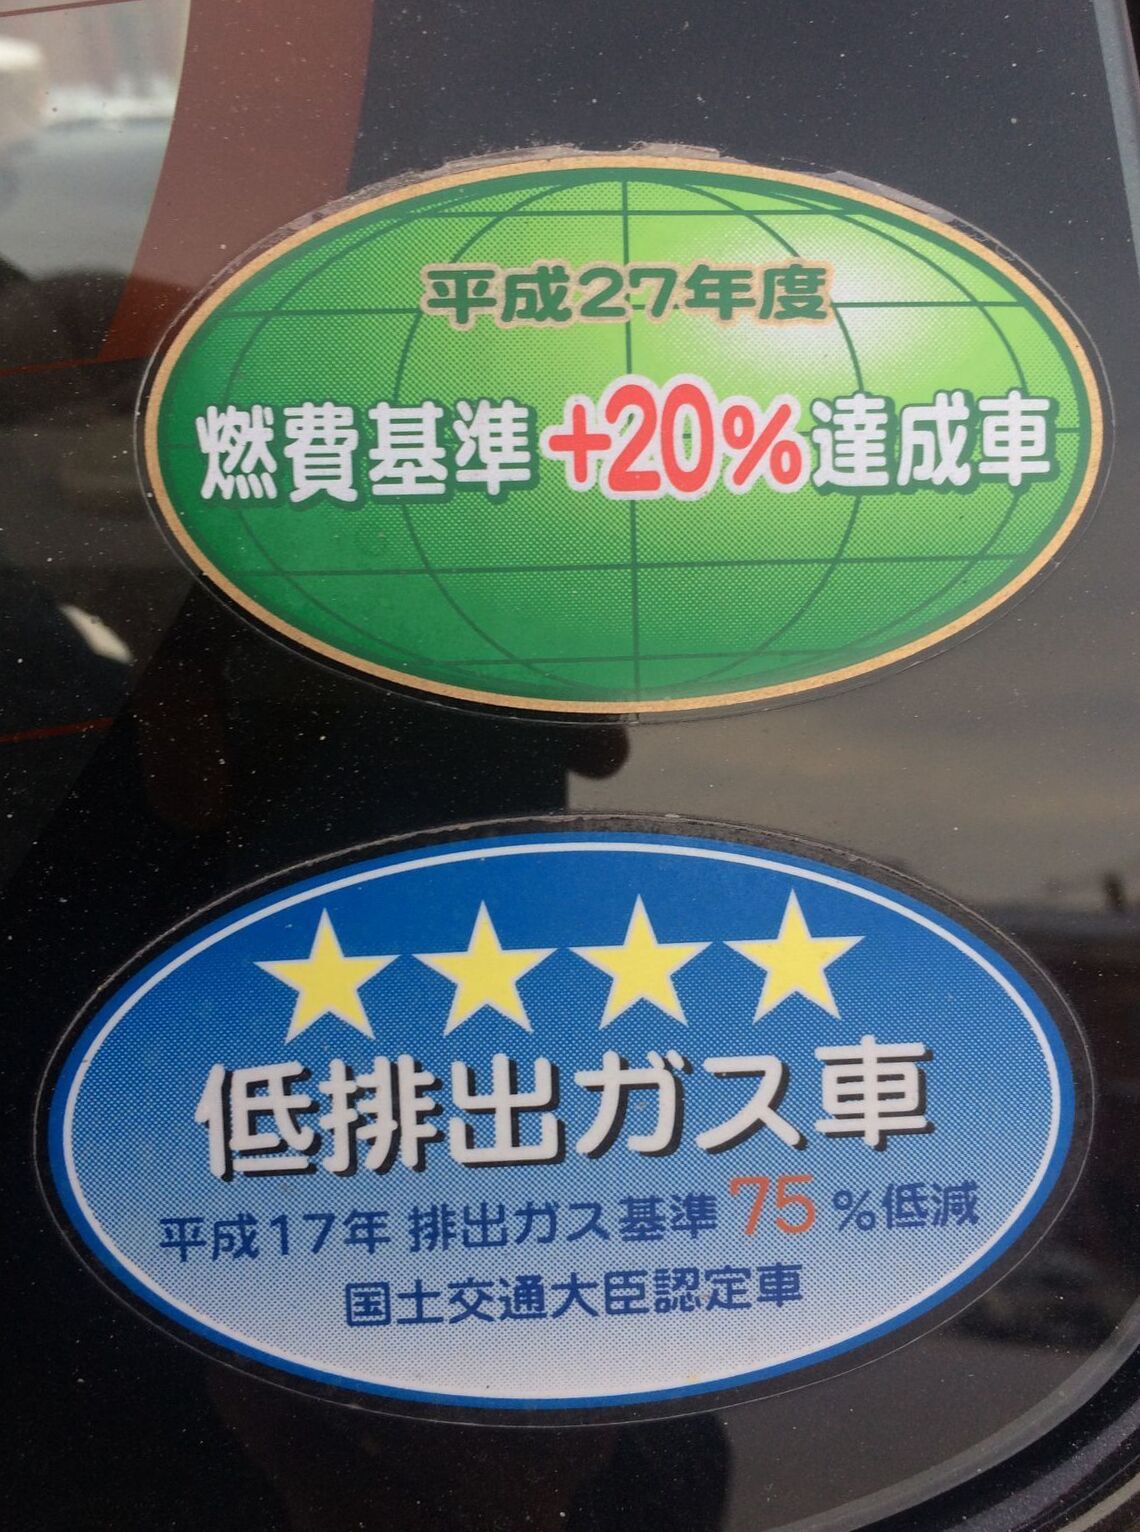 平成27年度
燃費基準+20%達成車
低排出ガス車
平成17年 排出ガス基準 75 %低減
国土交通大臣認定車